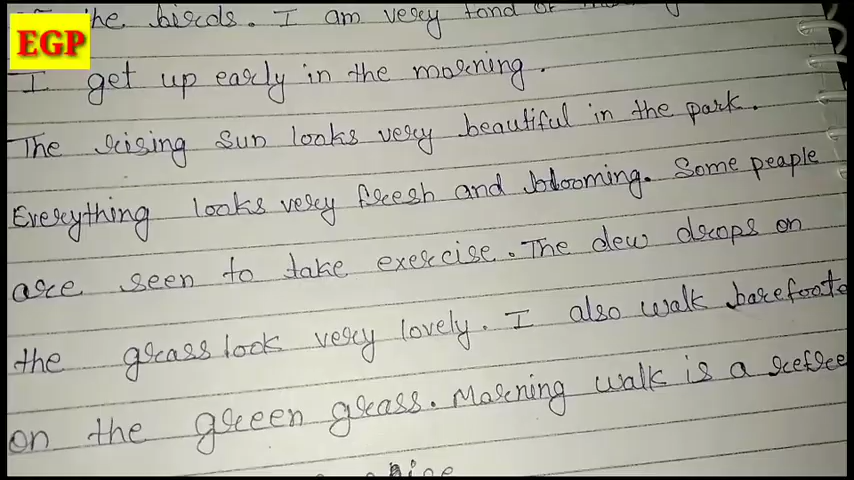 EGP
the birds. I am very fond of
I get up early in the morning.
The rising sun looks very beautiful in the park.
Everything looks very fresh and blooming. Some peaple
are seen to take exercise. The dew drops on
the grass look very lovely. I also walk barefoote
on the green grass. Morning walk is a